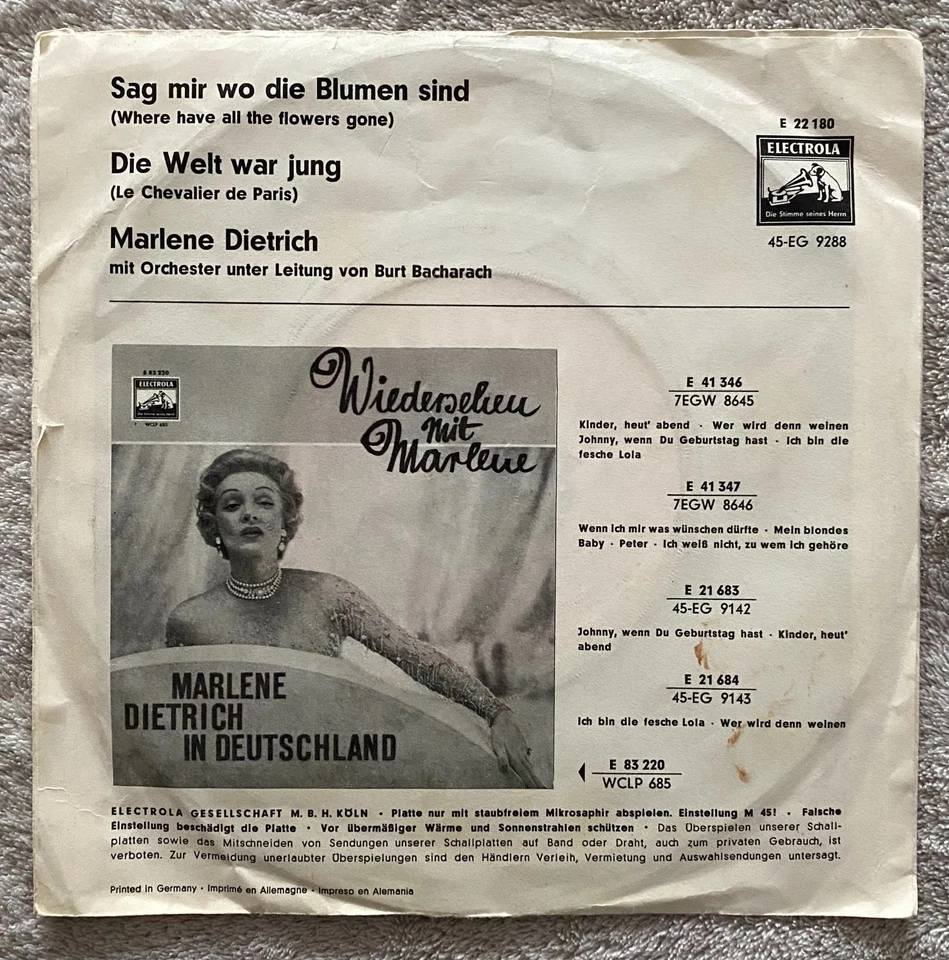 Sag mir wo die Blumen sind
(Where have all the flowers gone)
Die Welt war jung
(Le Chevalier de Paris)
Marlene Dietrich
mit Orchester unter Leitung von Burt Bacharach
E 22 180
ELECTROLA
Die Stimme seines Herrn
45-EG 9288
E 83 220
ELECTROLA
WCLP 685
Wiedersehen
mit
Marlene
MARLENE
DIETRICH
IN DEUTSCHLAND
E 41 346
7EGW 8645
Kinder, heut' abend · Wer wird denn weinen
Johnny, wenn Du Geburtstag hast · Ich bin die
fesche Lola
E 41 347
7EGW 8646
Wenn ich mir was wünschen dürfte · Mein blondes
Baby · Peter · Ich weiß nicht, zu wem ich gehöre
E 21 683
45-EG 9142
Johnny, wenn Du Geburtstag hast · Kinder, heut'
abend
E 21 684
45-EG 9143
Ich bin die fesche Lola · Wer wird denn weinen
E 83 220
WCLP 685
ELECTROLA GESELLSCHAFT M. B. H. KÖLN · Platte nur mit staubfreiem Mikrosaphir abspielen. Einstellung M 45! · Falsche
Einstellung beschädigt die Platte · Vor übermäßiger Wärme und Sonnenstrahlen schützen · Das Überspielen unserer Schall-
platten sowie das Mitschneiden von Sendungen unserer Schallplatten auf Band oder Draht, auch zum privaten Gebrauch, ist
verboten. Zur Vermeidung unerlaubter Überspielungen sind den Händlern Verleih, Vermietung und Auswahlsendungen untersagt.
Printed in Germany · Imprimé en Allemagne · Impreso en Alemania